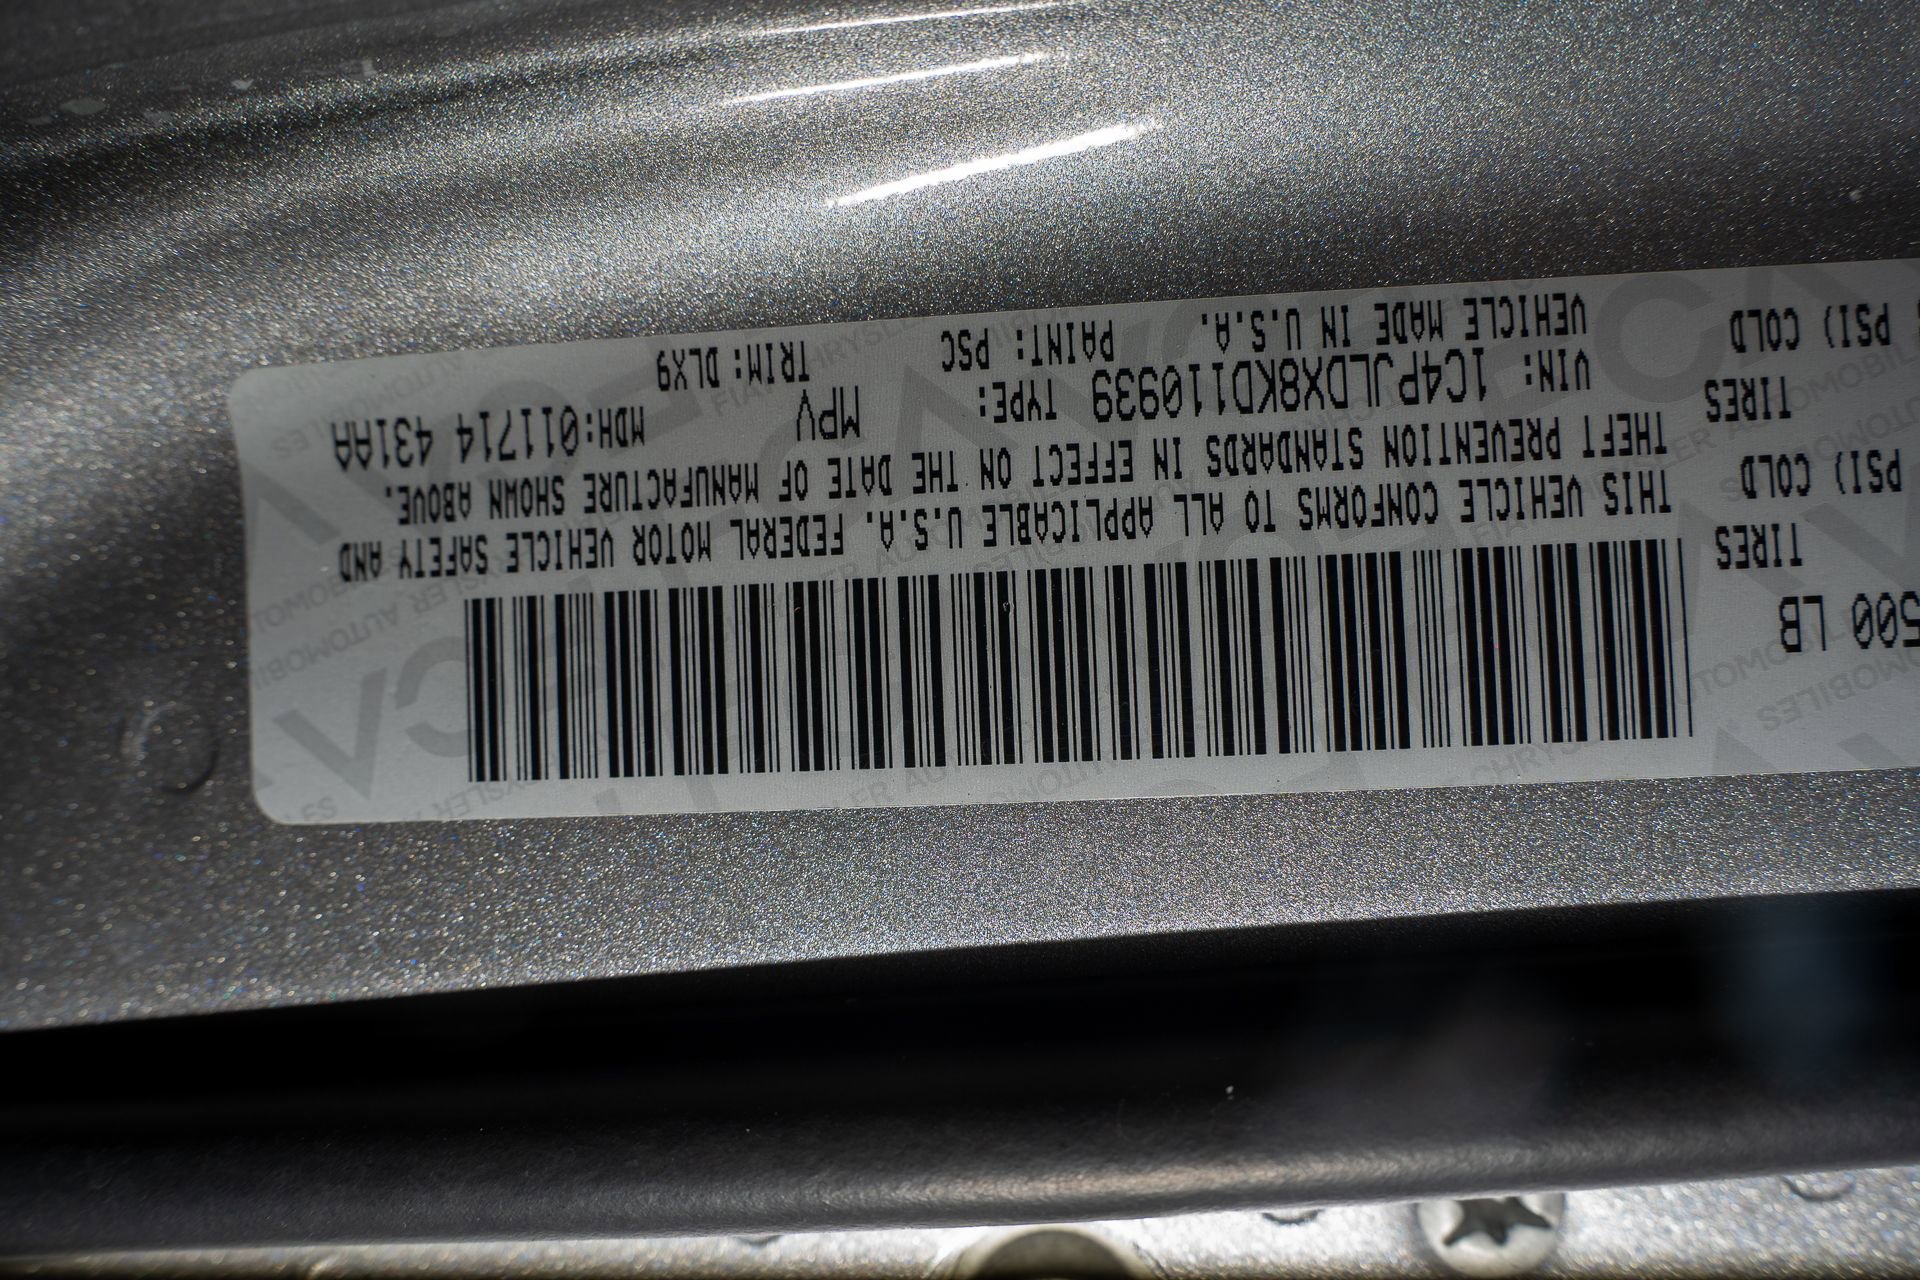 500 LB
TIRES
PSI) COLD
TIRES
PSI) COLD
THIS VEHICLE CONFORMS TO ALL APPLICABLE U.S.A. FEDERAL MOTOR VEHICLE SAFETY AND
THEFT PREVENTION STANDARDS IN EFFECT ON THE DATE OF MANUFACTURE SHOWN ABOVE.
VIN: 1C4PJLDX8KD110939 TYPE: MPV MDH:011714 431AA
VEHICLE MADE IN U.S.A. PAINT: PSC TRIM: DLX9